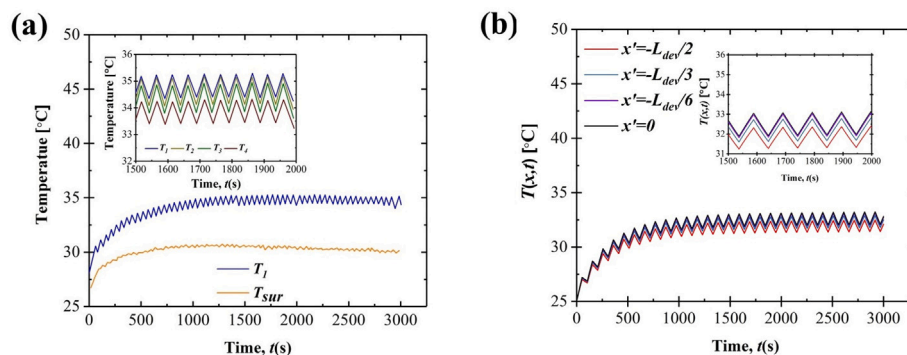 (a)
50
45
40
35
30
25
Temperatue [°C]
0
500
1000
1500
2000
2500
3000
Time, t(s)
T1
Tsur
36
35
34
33
32
Temperature [°C]
1500
1600
1700
1800
1900
2000
T1
T2
T3
T4
Time, t(s)
(b)
50
45
40
35
30
25
T(x,t) [°C]
0
500
1000
1500
2000
2500
3000
Time, t(s)
x'=-Ldev/2
x'=-Ldev/3
x'=-Ldev/6
x'=0
36
35
34
33
32
31
T(x,t) [°C]
1500
1600
1700
1800
1900
2000
Time, t(s)